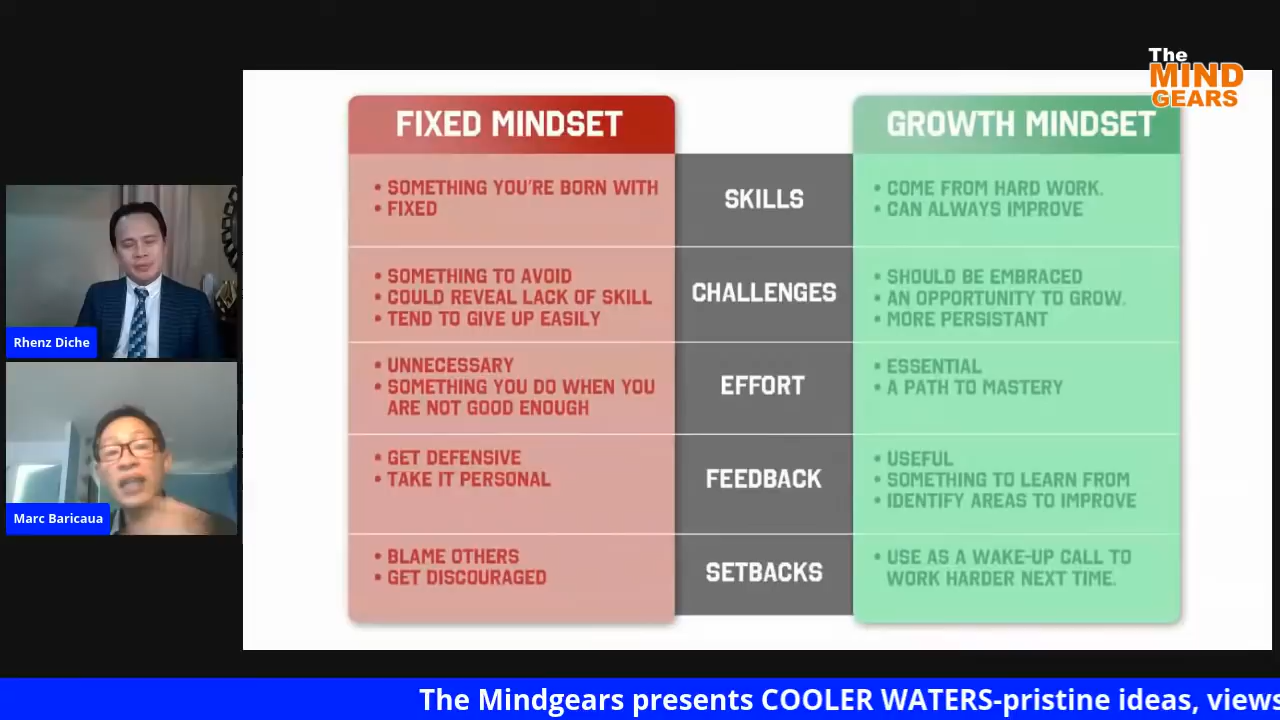 The
MIND
GEARS
FIXED MINDSET
GROWTH MINDSET
• SOMETHING YOU'RE BORN WITH
• FIXED
SKILLS
• COME FROM HARD WORK.
• CAN ALWAYS IMPROVE
• SOMETHING TO AVOID
• COULD REVEAL LACK OF SKILL
• TEND TO GIVE UP EASILY
CHALLENGES
• SHOULD BE EMBRACED
• AN OPPORTUNITY TO GROW.
• MORE PERSISTANT
• UNNECESSARY
• SOMETHING YOU DO WHEN YOU
ARE NOT GOOD ENOUGH
EFFORT
• ESSENTIAL
• A PATH TO MASTERY
• GET DEFENSIVE
• TAKE IT PERSONAL
FEEDBACK
• USEFUL
• SOMETHING TO LEARN FROM
• IDENTIFY AREAS TO IMPROVE
• BLAME OTHERS
• GET DISCOURAGED
SETBACKS
• USE AS A WAKE-UP CALL TO
WORK HARDER NEXT TIME.
Rhenz Diche
Marc Baricaua
The Mindgears presents COOLER WATERS-pristine ideas, views